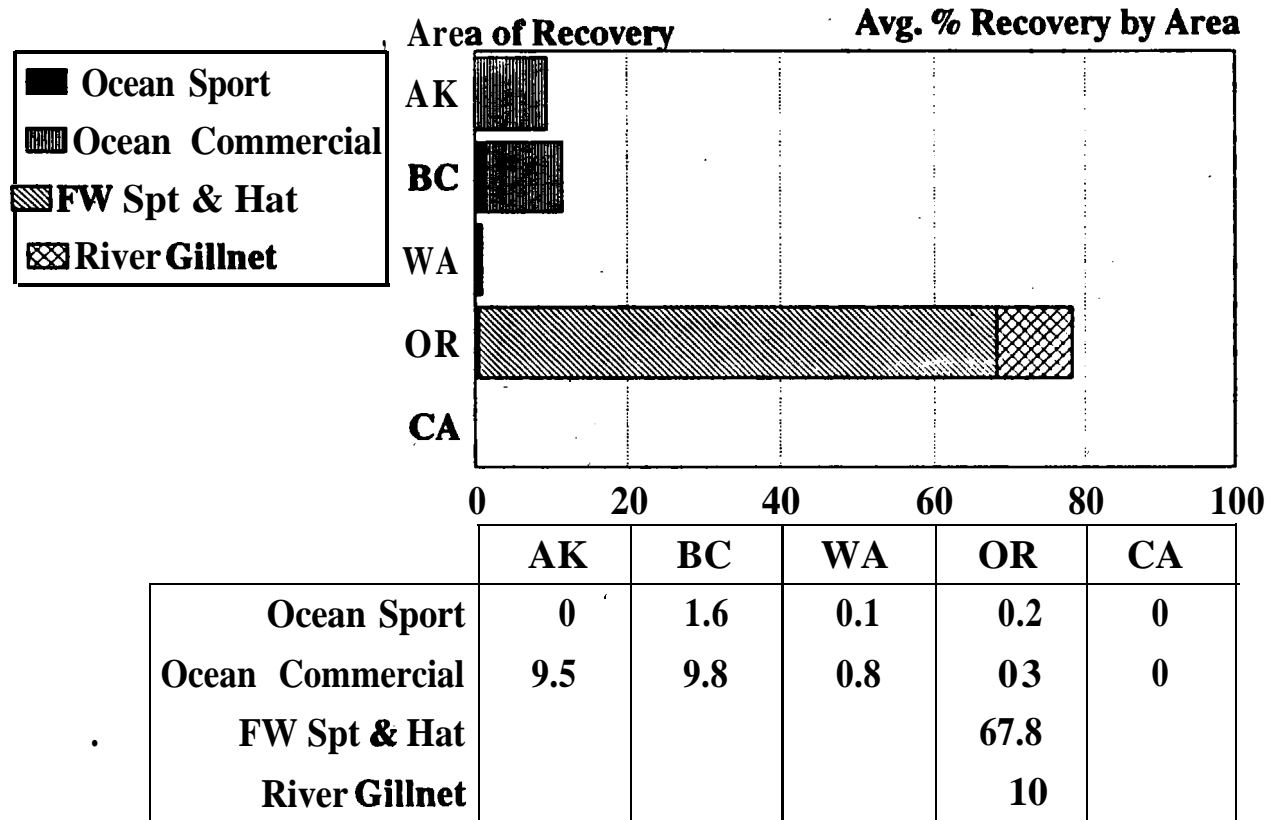 Area of Recovery
Avg. % Recovery by Area
Ocean Sport
Ocean Commercial
FW Spt & Hat
River Gillnet
AK
BC
WA
OR
CA
0 20 40 60 80 100
AK BC WA OR CA
Ocean Sport 0 1.6 0.1 0.2 0
Ocean Commercial 9.5 9.8 0.8 03 0
FW Spt & Hat 67.8
River Gillnet 10